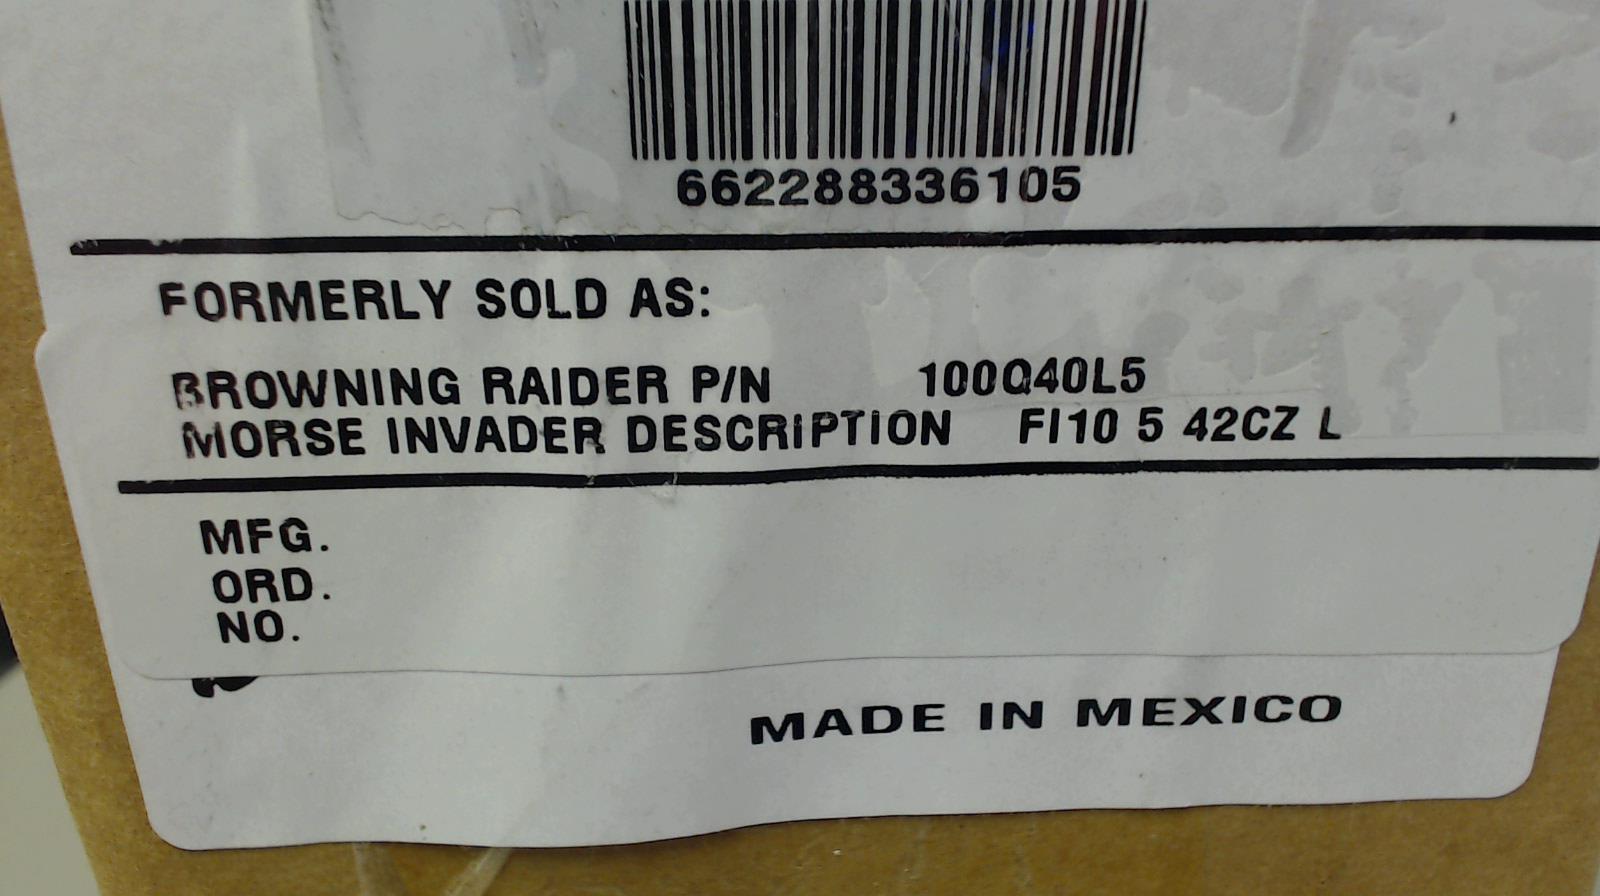 662288336105
FORMERLY SOLD AS:
BROWNING RAIDER P/N 100Q40L5
MORSE INVADER DESCRIPTION FI10 5 42CZ L
MFG.
ORD.
NO.
MADE IN MEXICO